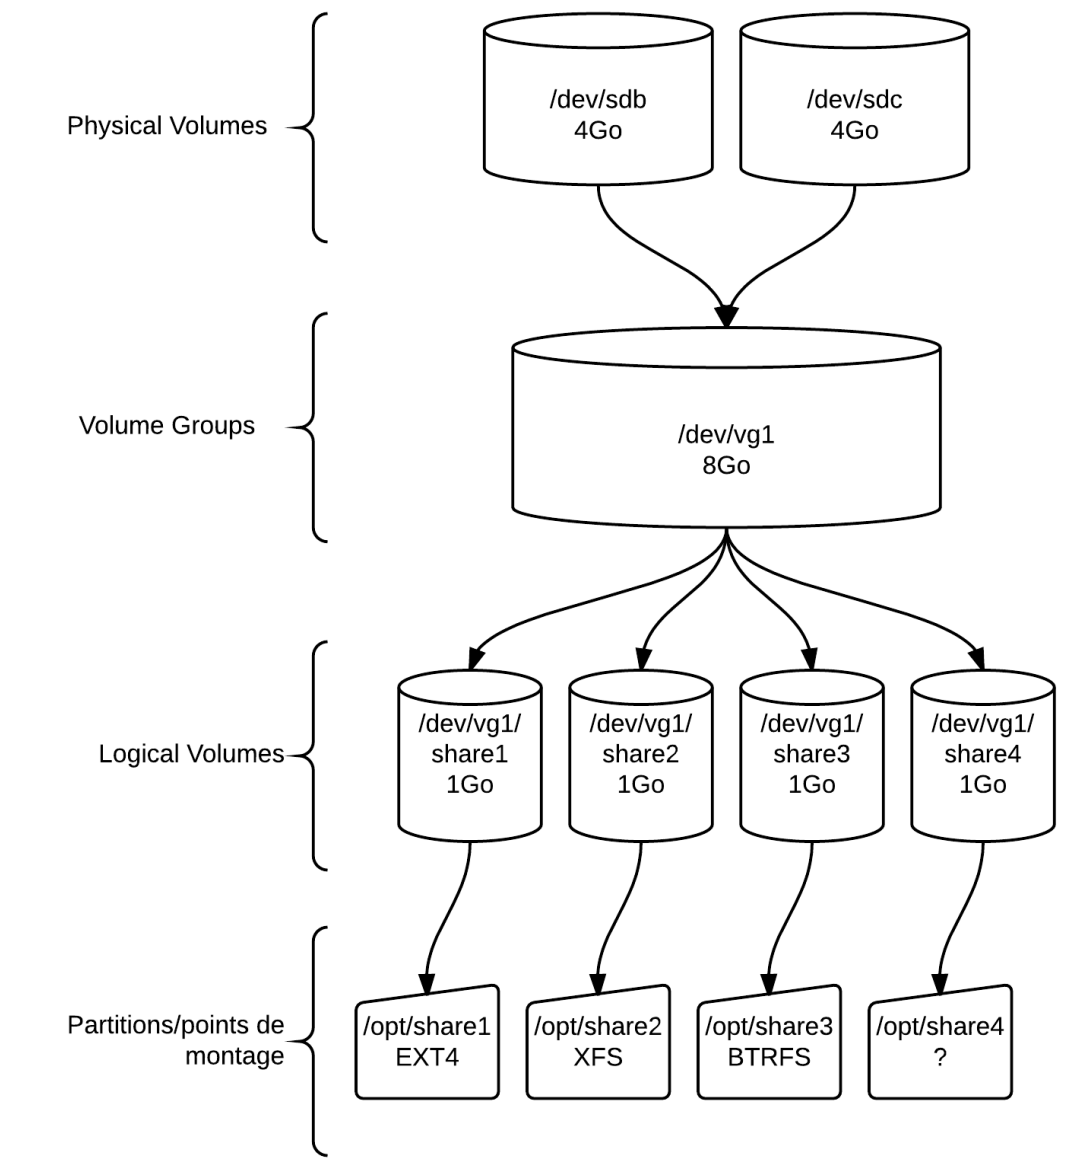 Physical Volumes
/dev/sdb
4Go
/dev/sdc
4Go
Volume Groups
/dev/vg1
8Go
Logical Volumes
/dev/vg1/
share1
1Go
/dev/vg1/
share2
1Go
/dev/vg1/
share3
1Go
/dev/vg1/
share4
1Go
Partitions/points de
montage
/opt/share1
EXT4
/opt/share2
XFS
/opt/share3
BTRFS
/opt/share4
?